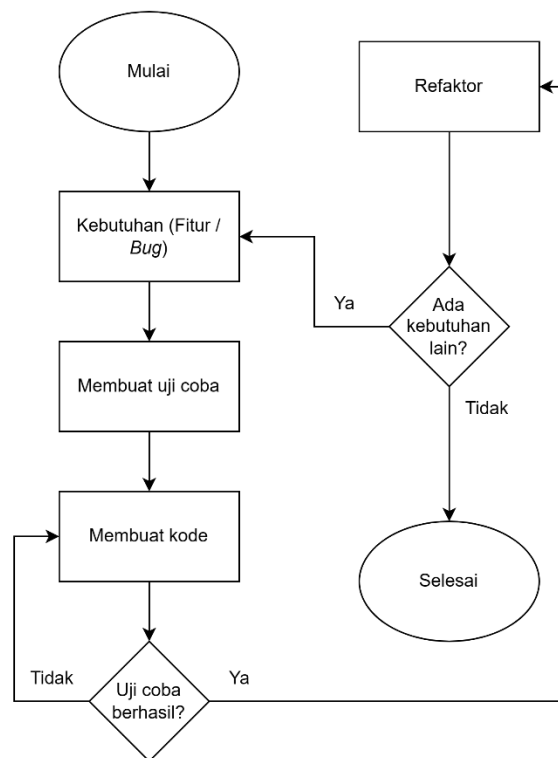 Mulai
Kebutuhan (Fitur /
Bug)
Membuat uji coba
Membuat kode
Uji coba
berhasil?
Tidak
Ya
Refaktor
Ada
kebutuhan
lain?
Ya
Tidak
Selesai